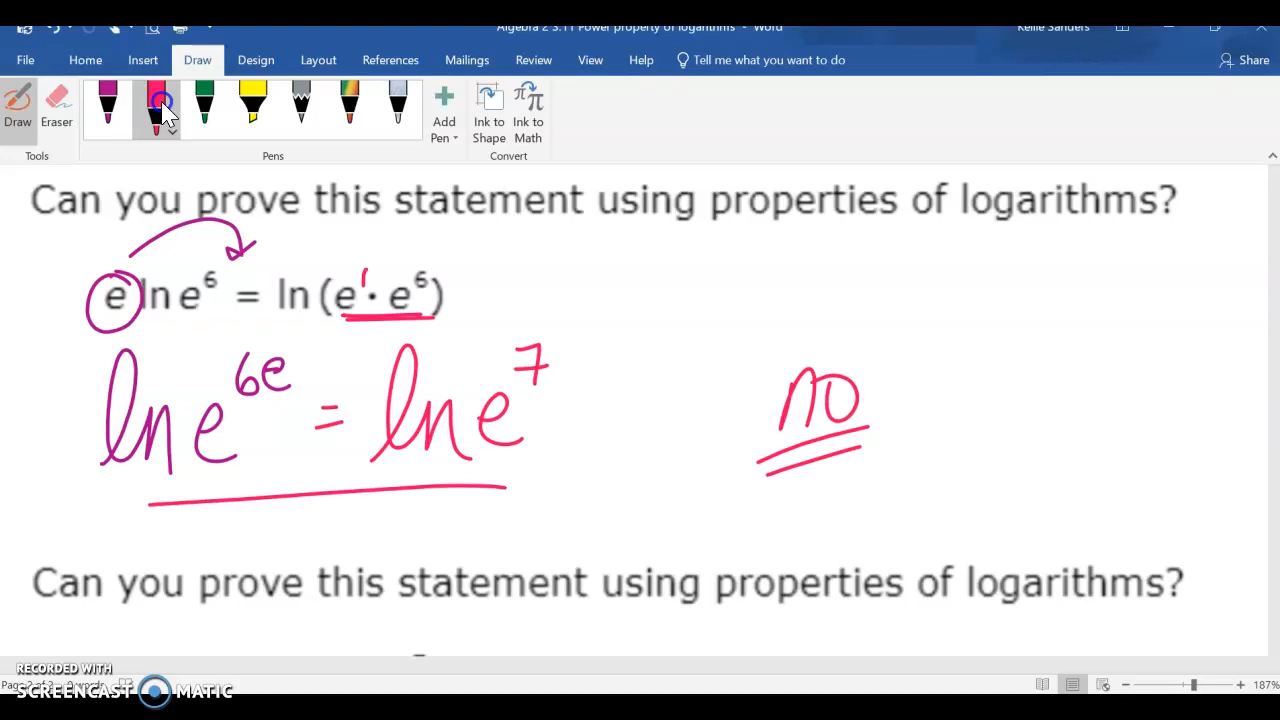 Algebra 2 3.11 Power property of logarithms - Word Kellie Sanders
File Home Insert Draw Design Layout References Mailings Review View Help Tell me what you want to do Share
Draw Eraser Add Pen Ink to Shape Ink to Math
Tools Pens Convert
Can you prove this statement using properties of logarithms?
e ln e⁶ = ln (e¹ · e⁶)
ln e⁶ᵉ = ln e⁷ no
Can you prove this statement using properties of logarithms?
RECORDED WITH
SCREENCAST MATIC
187%